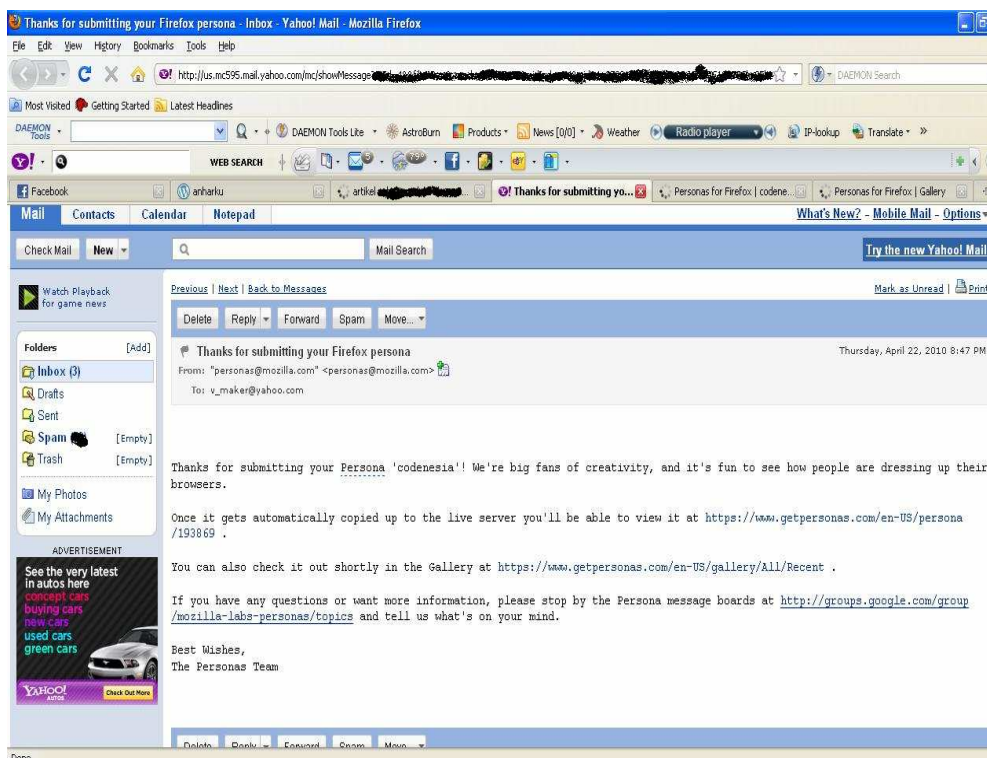 Thanks for submitting your Firefox persona - Inbox - Yahoo! Mail - Mozilla Firefox
File Edit View History Bookmarks Tools Help
http://us.mc595.mail.yahoo.com/mc/showMessage
DAEMON Search
Most Visited Getting Started Latest Headlines
DAEMON Tools
DAEMON Tools Lite AstroBurn Products News [0/0] Weather Radio player IP-lookup Translate »
Y! WEB SEARCH
Facebook anharku artikel Thanks for submitting yo... Personas for Firefox | codene... Personas for Firefox | Gallery
Mail Contacts Calendar Notepad What's New? - Mobile Mail - Options
Check Mail New Mail Search Try the new Yahoo! Mail
Watch Playback
for game news
Previous | Next | Back to Messages Mark as Unread | Print
Delete Reply Forward Spam Move...
Folders [Add]
Inbox (3)
Drafts
Sent
Spam [Empty]
Trash [Empty]
My Photos
My Attachments
ADVERTISEMENT
See the very latest
in autos here
concept cars
buying cars
new cars
used cars
green cars
YAHOO!
AUTOS
Check Out More
Thanks for submitting your Firefox persona Thursday, April 22, 2010 8:47 PM
From: "personas@mozilla.com" <personas@mozilla.com>
To: v_maker@yahoo.com
Thanks for submitting your Persona 'codenesia'! We're big fans of creativity, and it's fun to see how people are dressing up their
browsers.
Once it gets automatically copied up to the live server you'll be able to view it at https://www.getpersonas.com/en-US/persona
/193869 .
You can also check it out shortly in the Gallery at https://www.getpersonas.com/en-US/gallery/All/Recent .
If you have any questions or want more information, please stop by the Persona message boards at http://groups.google.com/group
/mozilla-labs-personas/topics and tell us what's on your mind.
Best Wishes,
The Personas Team
Delete Reply Forward Spam Move...
Done